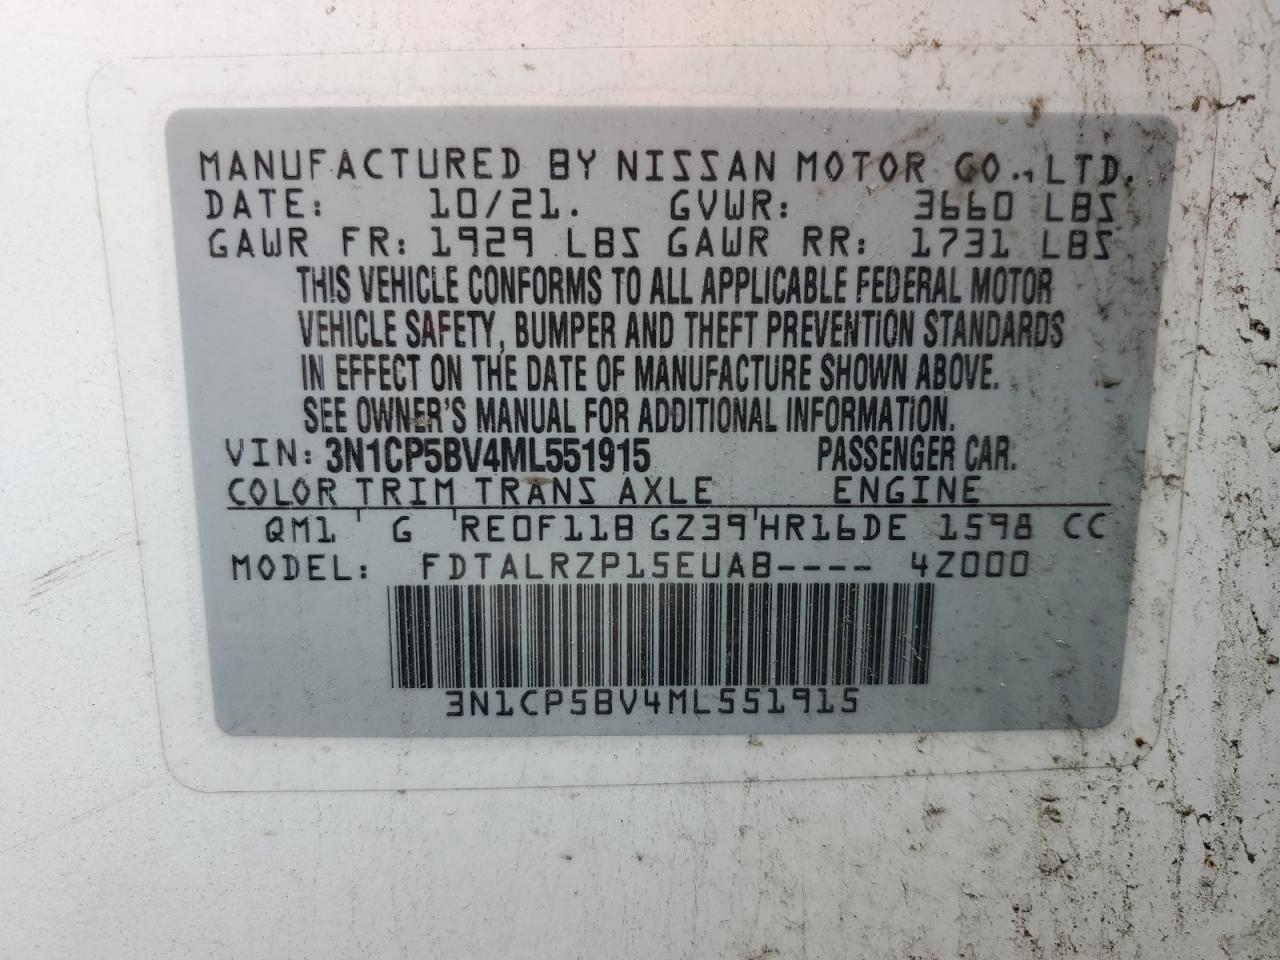 MANUFACTURED BY NISSAN MOTOR CO., LTD.
DATE: 10/21. GVWR: 3660 LBS
GAWR FR: 1929 LBS GAWR RR: 1731 LBS
THIS VEHICLE CONFORMS TO ALL APPLICABLE FEDERAL MOTOR
VEHICLE SAFETY, BUMPER AND THEFT PREVENTION STANDARDS
IN EFFECT ON THE DATE OF MANUFACTURE SHOWN ABOVE.
SEE OWNER'S MANUAL FOR ADDITIONAL INFORMATION.
VIN: 3N1CP5BV4ML551915 PASSENGER CAR.
COLOR TRIM TRANS AXLE ENGINE
QM1 ' G 'RE0F11B GZ39'HR16DE 1598 CC
MODEL: FDTALRZP15EUAB---- 4Z000
3N1CP5BV4ML551915